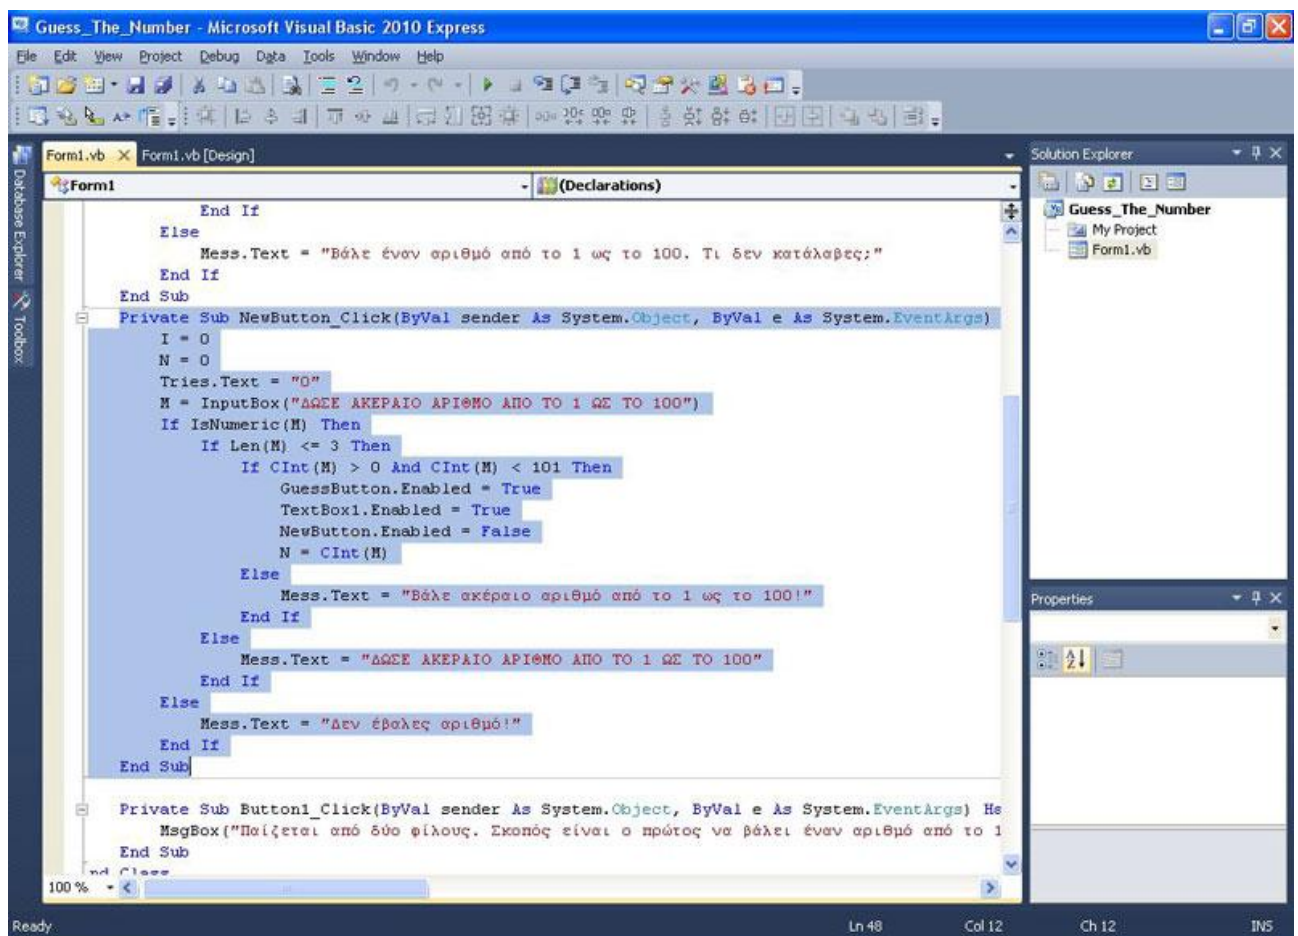 Guess_The_Number - Microsoft Visual Basic 2010 Express
File Edit View Project Debug Data Tools Window Help
Form1.vb Form1.vb [Design]
Form1 (Declarations)
End If
Else
Mess.Text = "Βάλε έναν αριθμό από το 1 ως το 100. Τι δεν κατάλαβες;"
End If
End Sub
Private Sub NewButton_Click(ByVal sender As System.Object, ByVal e As System.EventArgs)
I = 0
N = 0
Tries.Text = "0"
M = InputBox("ΔΩΣΕ ΑΚΕΡΑΙΟ ΑΡΙΘΜΟ ΑΠΟ ΤΟ 1 ΩΣ ΤΟ 100")
If IsNumeric(M) Then
If Len(M) <= 3 Then
If CInt(M) > 0 And CInt(M) < 101 Then
GuessButton.Enabled = True
TextBox1.Enabled = True
NewButton.Enabled = False
N = CInt(M)
Else
Mess.Text = "Βάλε ακέραιο αριθμό από το 1 ως το 100!"
End If
Else
Mess.Text = "ΔΩΣΕ ΑΚΕΡΑΙΟ ΑΡΙΘΜΟ ΑΠΟ ΤΟ 1 ΩΣ ΤΟ 100"
End If
Else
Mess.Text = "Δεν έβαλες αριθμό!"
End If
End Sub
Private Sub Button1_Click(ByVal sender As System.Object, ByVal e As System.EventArgs) Ha
MsgBox("Παίζεται από δύο φίλους. Σκοπός είναι ο πρώτος να βάλει έναν αριθμό από το 1
End Sub
nd Class
100 %
Database Explorer
Toolbox
Solution Explorer
Guess_The_Number
My Project
Form1.vb
Properties
Ready Ln 48 Col 12 Ch 12 INS